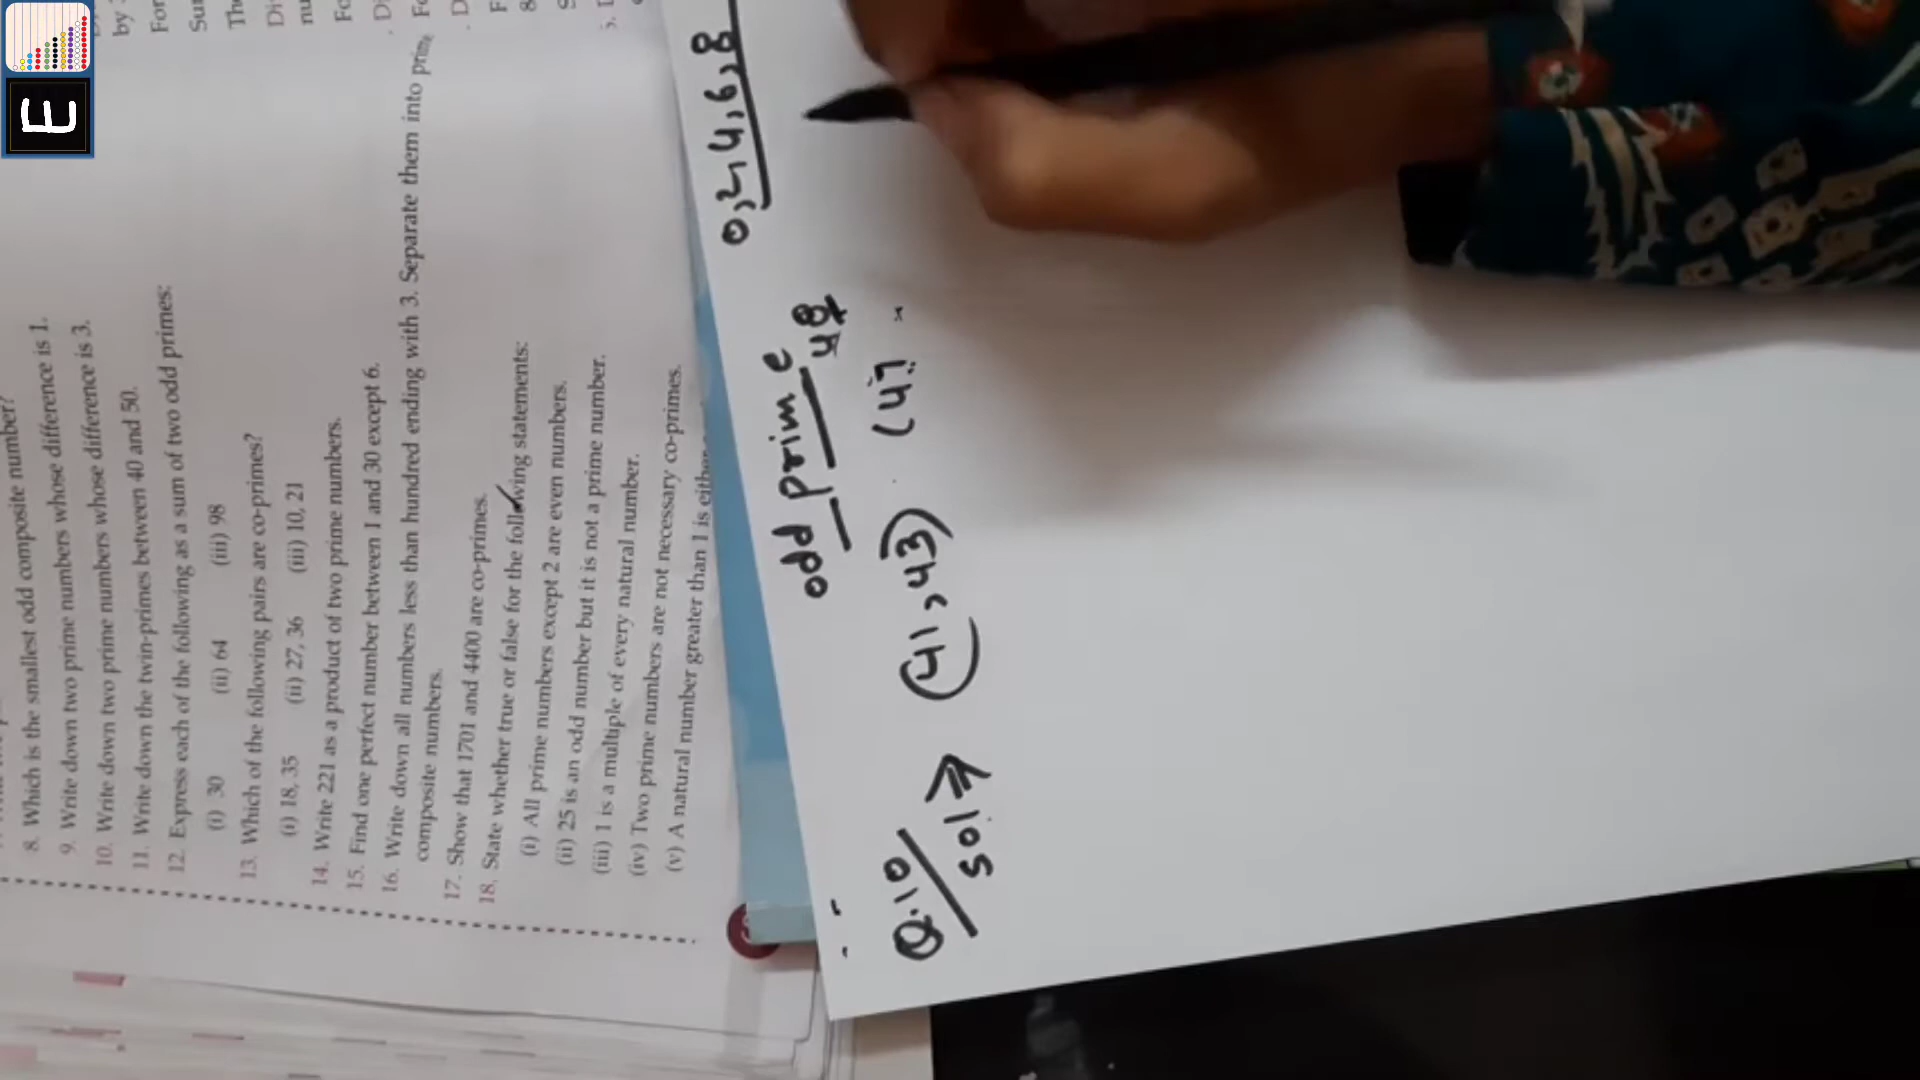 8. Which is the smallest odd composite number?
9. Write down two prime numbers whose difference is 1.
10. Write down two prime numbers whose difference is 3.
11. Write down the twin-primes between 40 and 50.
12. Express each of the following as a sum of two odd primes:
(i) 30 (ii) 64 (iii) 98
13. Which of the following pairs are co-primes?
(i) 18, 35 (ii) 27, 36 (iii) 10, 21
14. Write 221 as a product of two prime numbers.
15. Find one perfect number between 1 and 30 except 6.
16. Write down all numbers less than hundred ending with 3. Separate them into prime
composite numbers.
17. Show that 1701 and 4400 are co-primes.
18. State whether true or false for the following statements:
(i) All prime numbers except 2 are even numbers.
(ii) 25 is an odd number but it is not a prime number.
(iii) 1 is a multiple of every natural number.
(iv) Two prime numbers are not necessary co-primes.
(v) A natural number greater than 1 is either
by
For
Su
Th
Di
nu
Fo
E
odd prime 0,2,4,6,8
48
Q.10
Sol ⇒ (41,43) (47